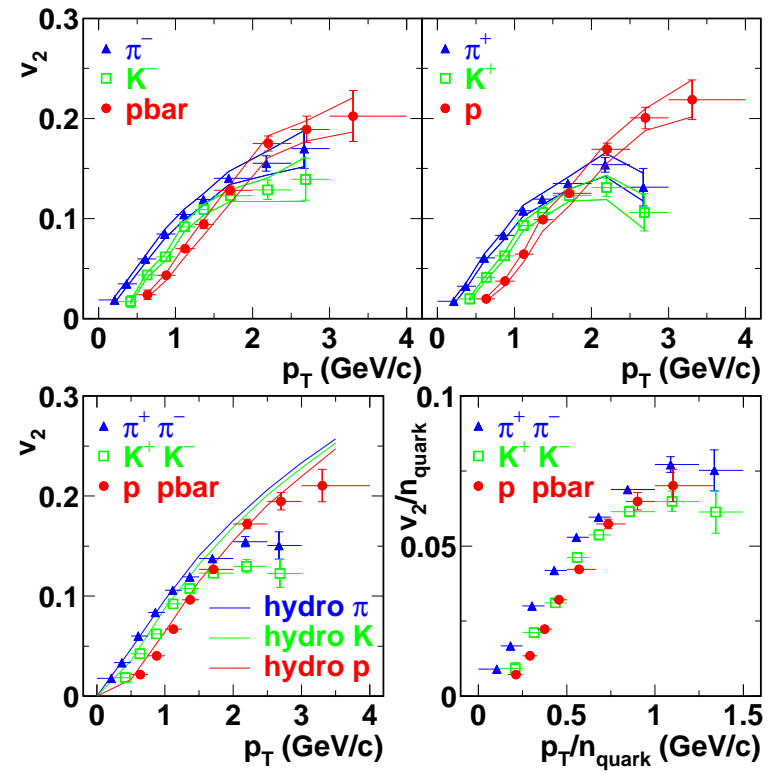 0.3
v2
π−
K−
pbar
0.2
0.1
0
0 1 2 3 4
pT (GeV/c)
π+
K+
p
0 1 2 3 4
pT (GeV/c)
0.3
v2
π+ π−
K+ K−
p pbar
0.2
0.1
0
hydro π
hydro K
hydro p
0 1 2 3 4
pT (GeV/c)
0.1
v2/nquark
π+ π−
K+ K−
p pbar
0.05
0
0 0.5 1 1.5
pT/nquark (GeV/c)